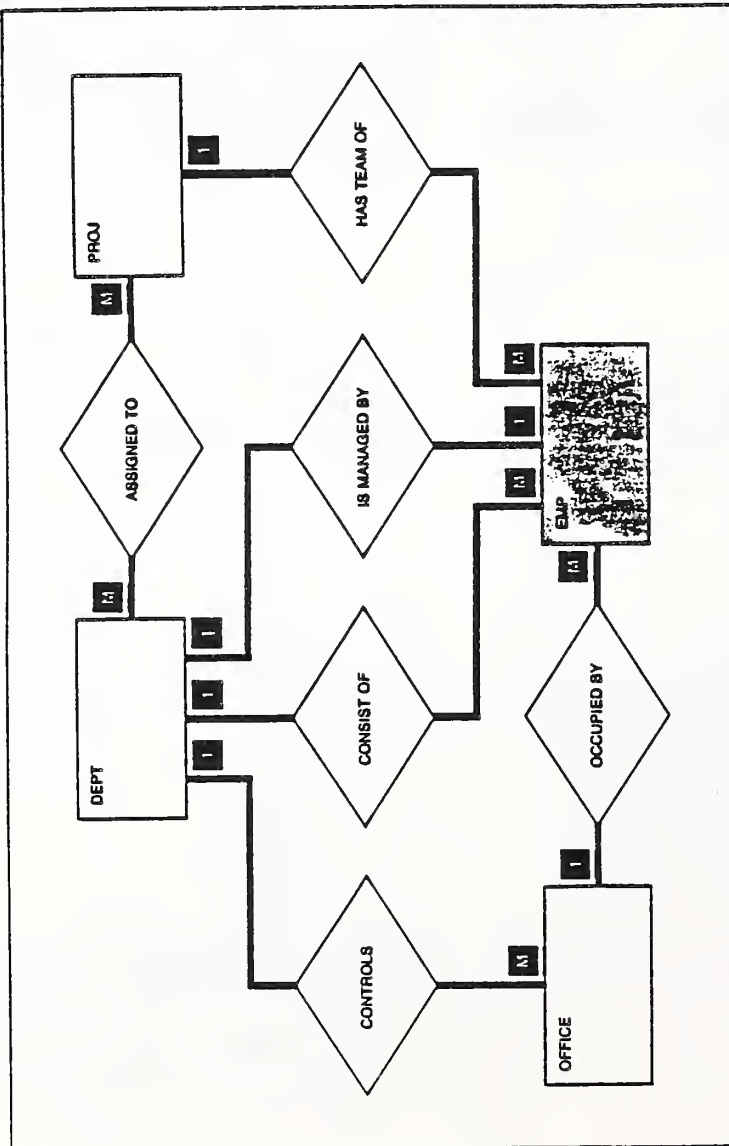 DEPT
M
ASSIGNED TO
M
PROJ
1
1
1
1
CONTROLS
CONSIST OF
IS MANAGED BY
HAS TEAM OF
M
M
1
M
OFFICE
1
OCCUPIED BY
M
EMP